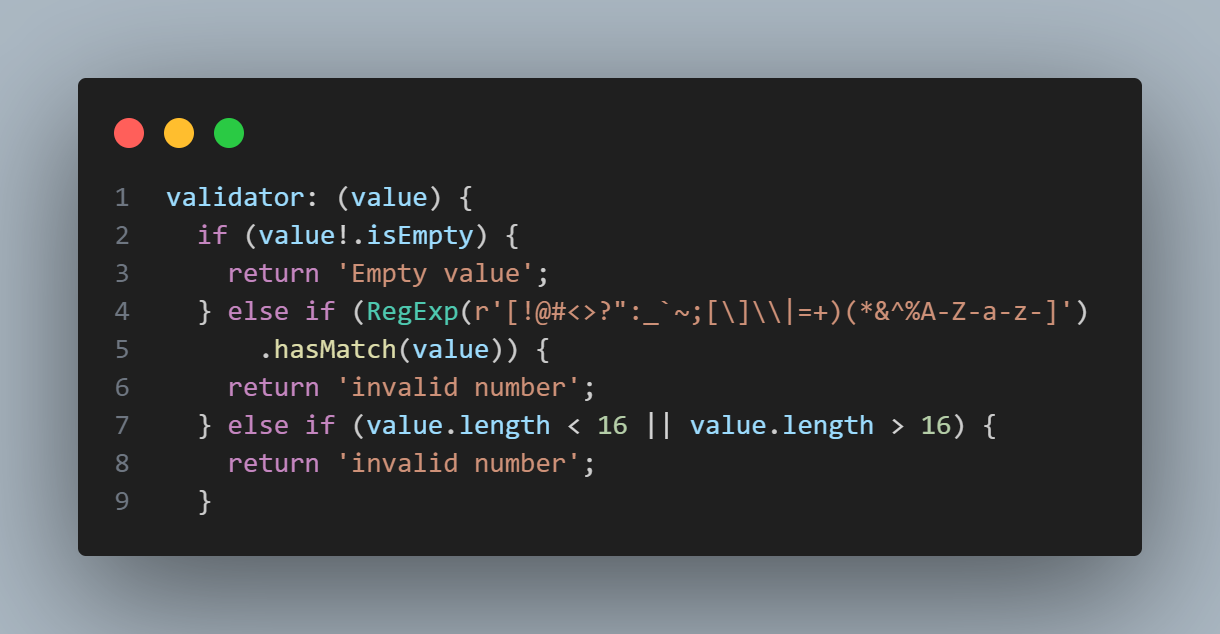 1 validator: (value) {
2   if (value!.isEmpty) {
3     return 'Empty value';
4   } else if (RegExp(r'[!@#<>?":_`~;[\]\\|=+)(*&^%A-Z-a-z-]')
5       .hasMatch(value)) {
6     return 'invalid number';
7   } else if (value.length < 16 || value.length > 16) {
8     return 'invalid number';
9   }